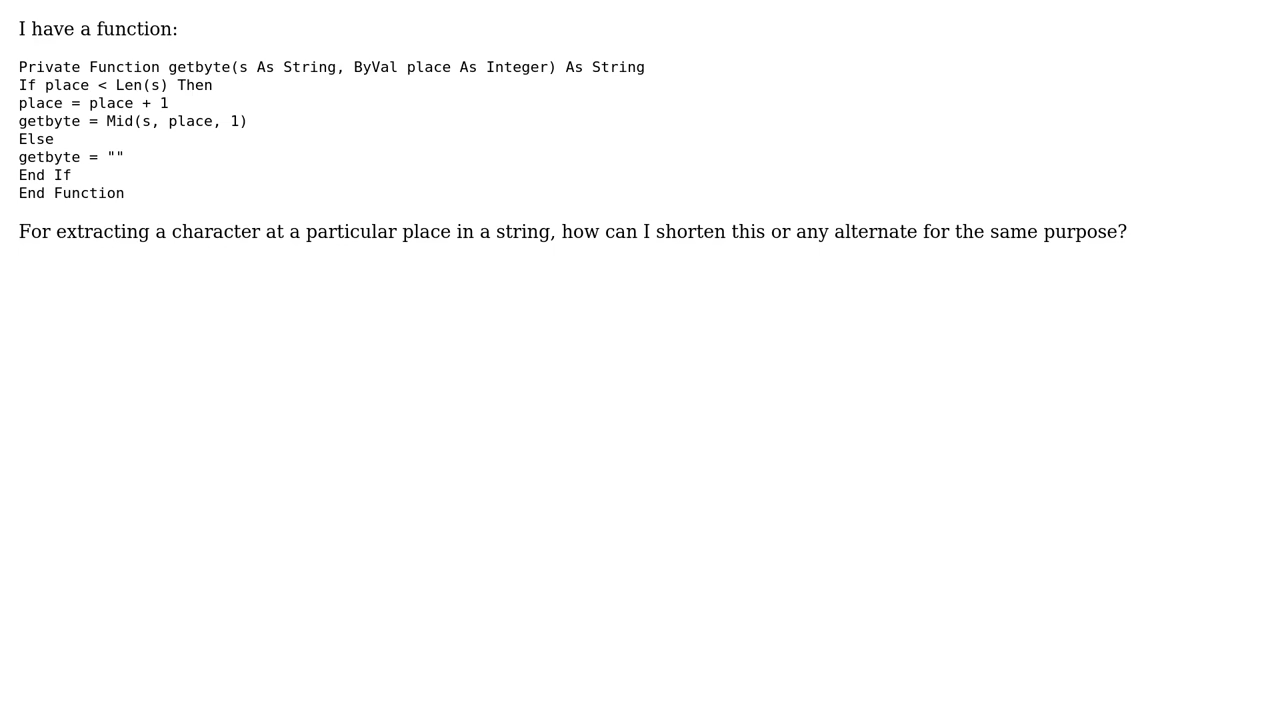 I have a function:
Private Function getbyte(s As String, ByVal place As Integer) As String
If place < Len(s) Then
place = place + 1
getbyte = Mid(s, place, 1)
Else
getbyte = ""
End If
End Function
For extracting a character at a particular place in a string, how can I shorten this or any alternate for the same purpose?